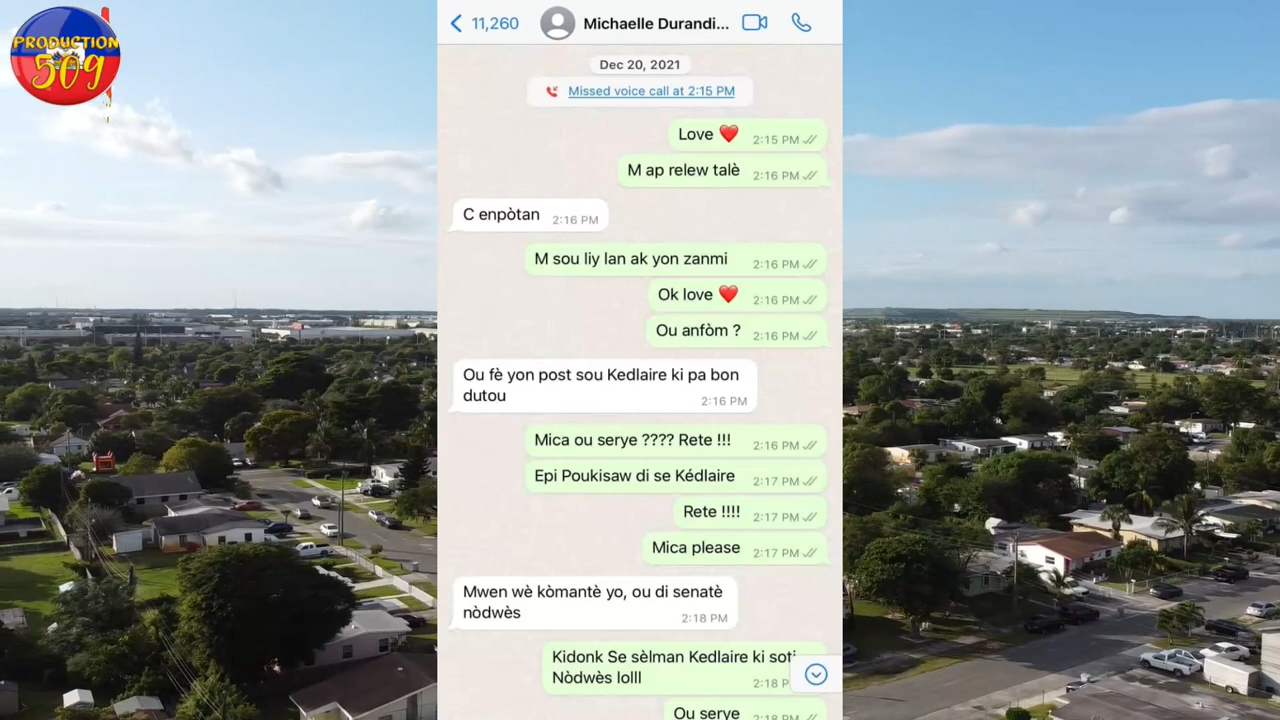 PRODUCTION
509
11,260
Michaelle Durandi...
Dec 20, 2021
Missed voice call at 2:15 PM
Love ❤️ 2:15 PM
M ap relew talè 2:16 PM
C enpòtan 2:16 PM
M sou liy lan ak yon zanmi 2:16 PM
Ok love ❤️ 2:16 PM
Ou anfòm ? 2:16 PM
Ou fè yon post sou Kedlaire ki pa bon
dutou 2:16 PM
Mica ou serye ???? Rete !!! 2:16 PM
Epi Poukisaw di se Kédlaire 2:17 PM
Rete !!!! 2:17 PM
Mica please 2:17 PM
Mwen wè kòmantè yo, ou di senatè
nòdwès 2:18 PM
Kidonk Se sèlman Kedlaire ki soti
Nòdwès lolll 2:18 P
Ou serye 2:18 PM